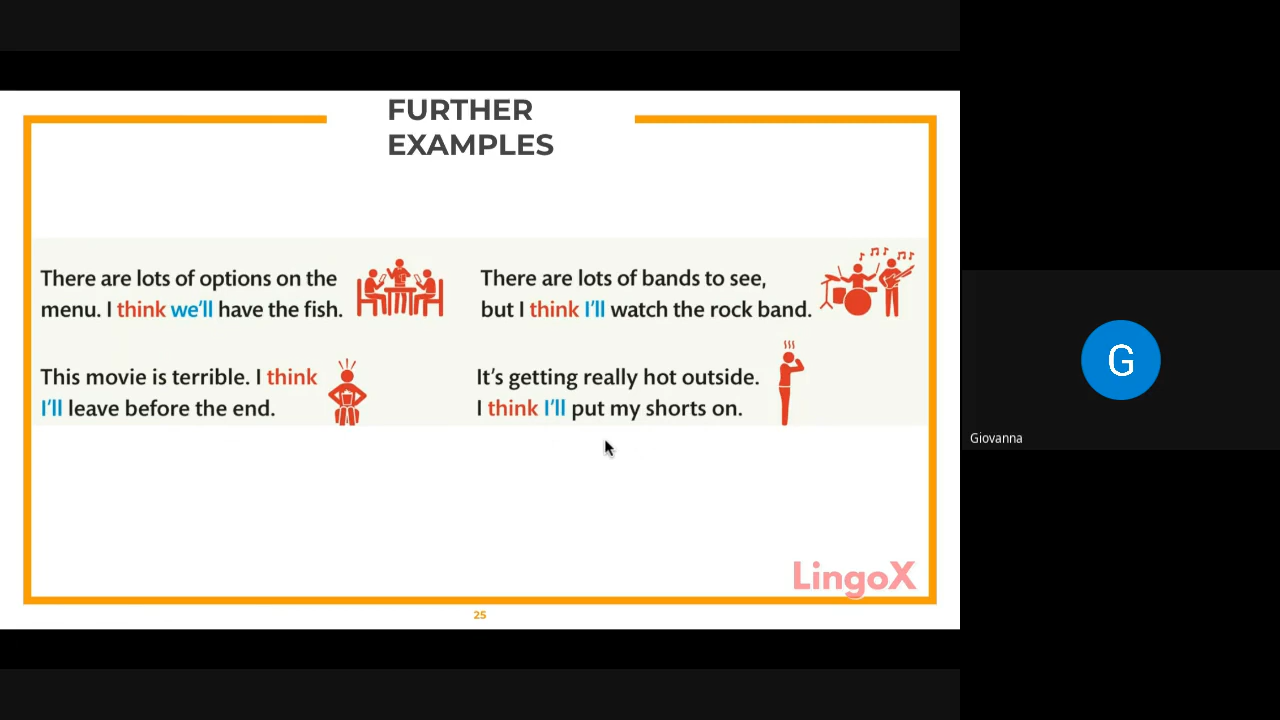 FURTHER
EXAMPLES
There are lots of options on the
menu. I think we'll have the fish.
There are lots of bands to see,
but I think I'll watch the rock band.
This movie is terrible. I think
I'll leave before the end.
It's getting really hot outside.
I think I'll put my shorts on.
LingoX
25
G
Giovanna